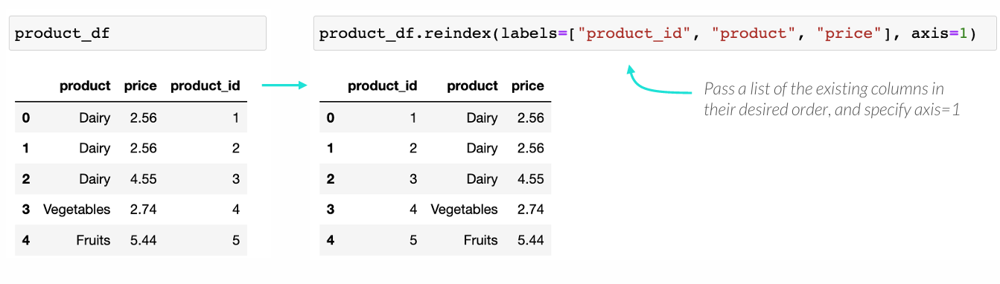 product_df
product_df.reindex(labels=["product_id", "product", "price"], axis=1)
product price product_id
0 Dairy 2.56 1
1 Dairy 2.56 2
2 Dairy 4.55 3
3 Vegetables 2.74 4
4 Fruits 5.44 5
product_id product price
0 1 Dairy 2.56
1 2 Dairy 2.56
2 3 Dairy 4.55
3 4 Vegetables 2.74
4 5 Fruits 5.44
Pass a list of the existing columns in
their desired order, and specify axis=1